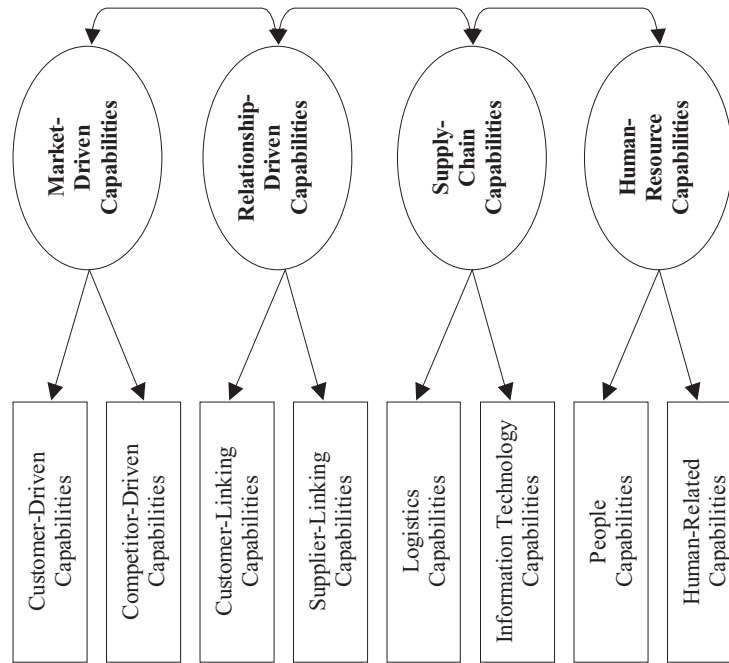 Market-
Driven
Capabilities
Relationship-
Driven
Capabilities
Supply-
Chain
Capabilities
Human-
Resource
Capabilities
Customer-Driven
Capabilities
Competitor-Driven
Capabilities
Customer-Linking
Capabilities
Supplier-Linking
Capabilities
Logistics
Capabilities
Information Technology
Capabilities
People
Capabilities
Human-Related
Capabilities